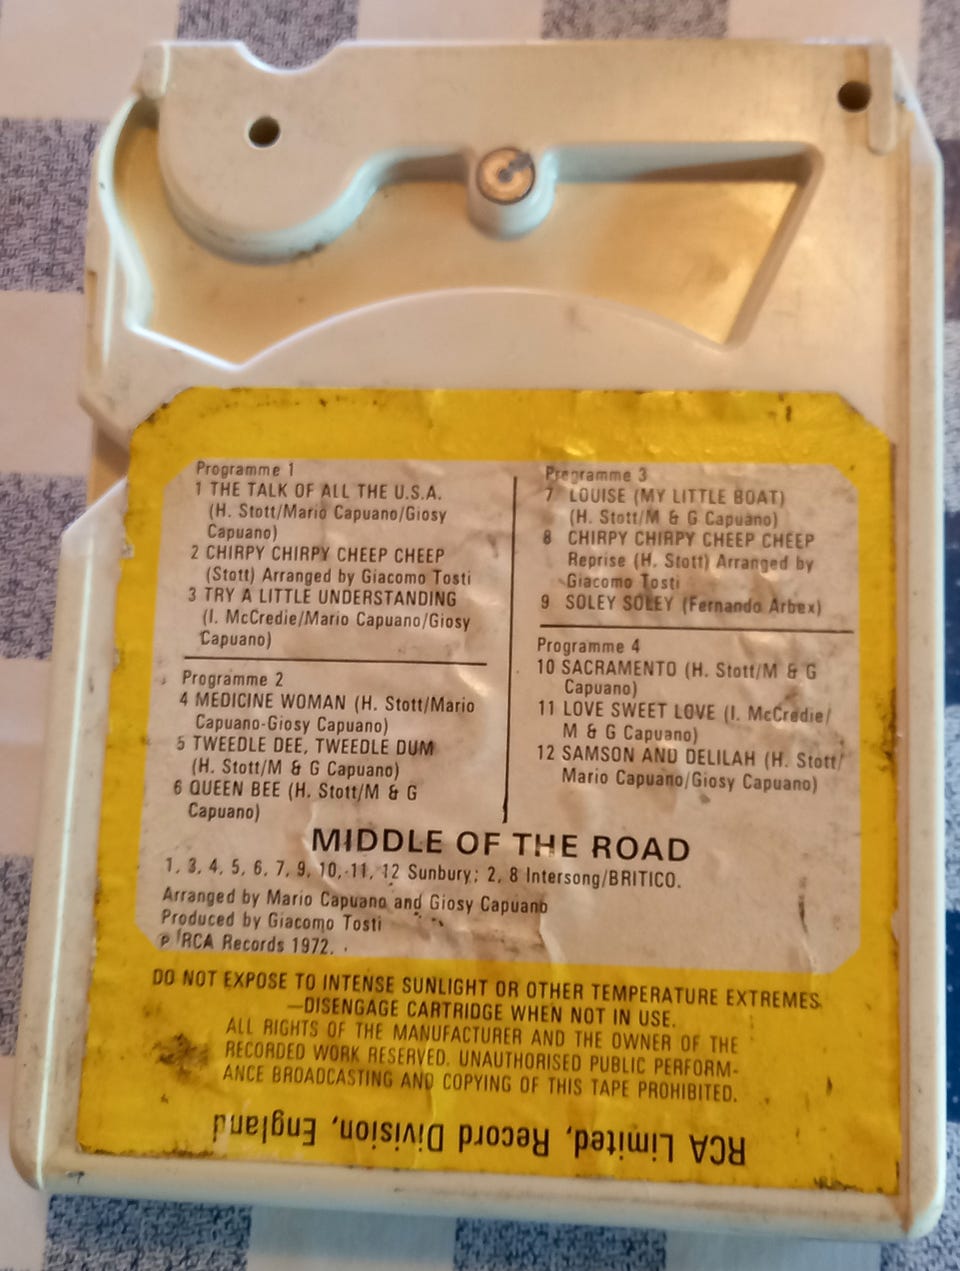 Programme 1
1 THE TALK OF ALL THE U.S.A.
(H. Stott/Mario Capuano/Giosy
Capuano)
2 CHIRPY CHIRPY CHEEP CHEEP
(Stott) Arranged by Giacomo Tosti
3 TRY A LITTLE UNDERSTANDING
(I. McCredie/Mario Capuano/Giosy
Capuano)
Programme 2
4 MEDICINE WOMAN (H. Stott/Mario
Capuano-Giosy Capuano)
5 TWEEDLE DEE, TWEEDLE DUM
(H. Stott/M & G Capuano)
6 QUEEN BEE (H. Stott/M & G
Capuano)
Programme 3
7 LOUISE (MY LITTLE BOAT)
(H. Stott/M & G Capuano)
8 CHIRPY CHIRPY CHEEP CHEEP
Reprise (H. Stott) Arranged by
Giacomo Tosti
9 SOLEY SOLEY (Fernando Arbex)
Programme 4
10 SACRAMENTO (H. Stott/M & G
Capuano)
11 LOVE SWEET LOVE (I. McCredie/
M & G Capuano)
12 SAMSON AND DELILAH (H. Stott/
Mario Capuano/Giosy Capuano)
MIDDLE OF THE ROAD
1, 3, 4, 5, 6, 7, 9, 10, 11, 12 Sunbury; 2, 8 Intersong/BRITICO.
Arranged by Mario Capuano and Giosy Capuano
Produced by Giacomo Tosti
℗ RCA Records 1972.
DO NOT EXPOSE TO INTENSE SUNLIGHT OR OTHER TEMPERATURE EXTREMES
—DISENGAGE CARTRIDGE WHEN NOT IN USE.
ALL RIGHTS OF THE MANUFACTURER AND THE OWNER OF THE
RECORDED WORK RESERVED. UNAUTHORISED PUBLIC PERFORM-
ANCE BROADCASTING AND COPYING OF THIS TAPE PROHIBITED.
RCA Limited, Record Division, England